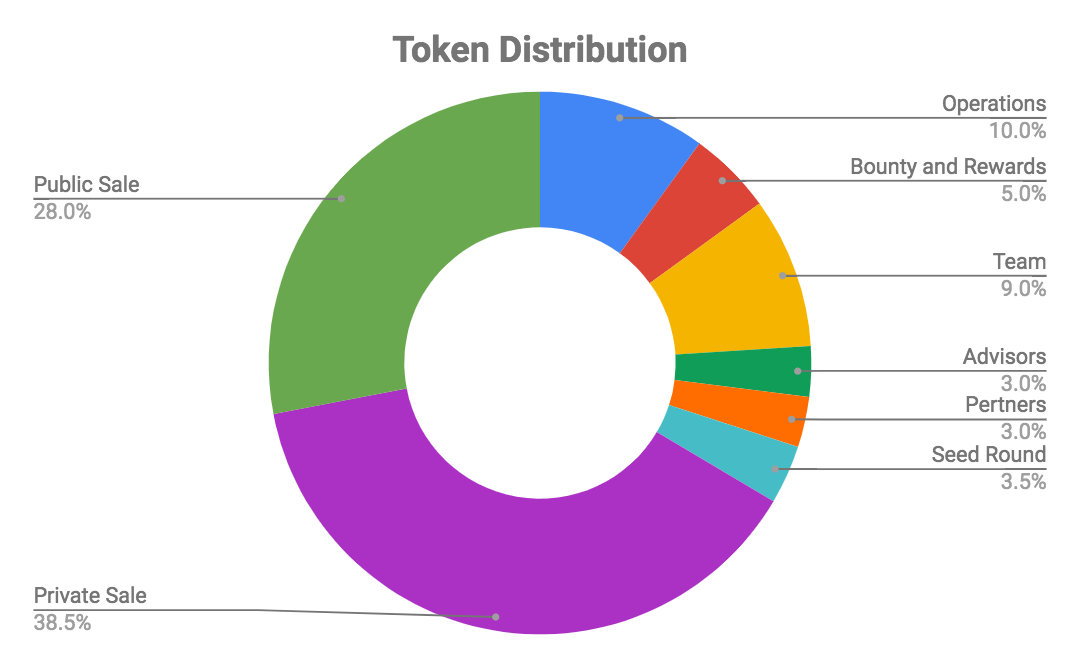 Token Distribution
Operations
10.0%
Bounty and Rewards
5.0%
Public Sale
28.0%
Team
9.0%
Advisors
3.0%
Pertners
3.0%
Seed Round
3.5%
Private Sale
38.5%